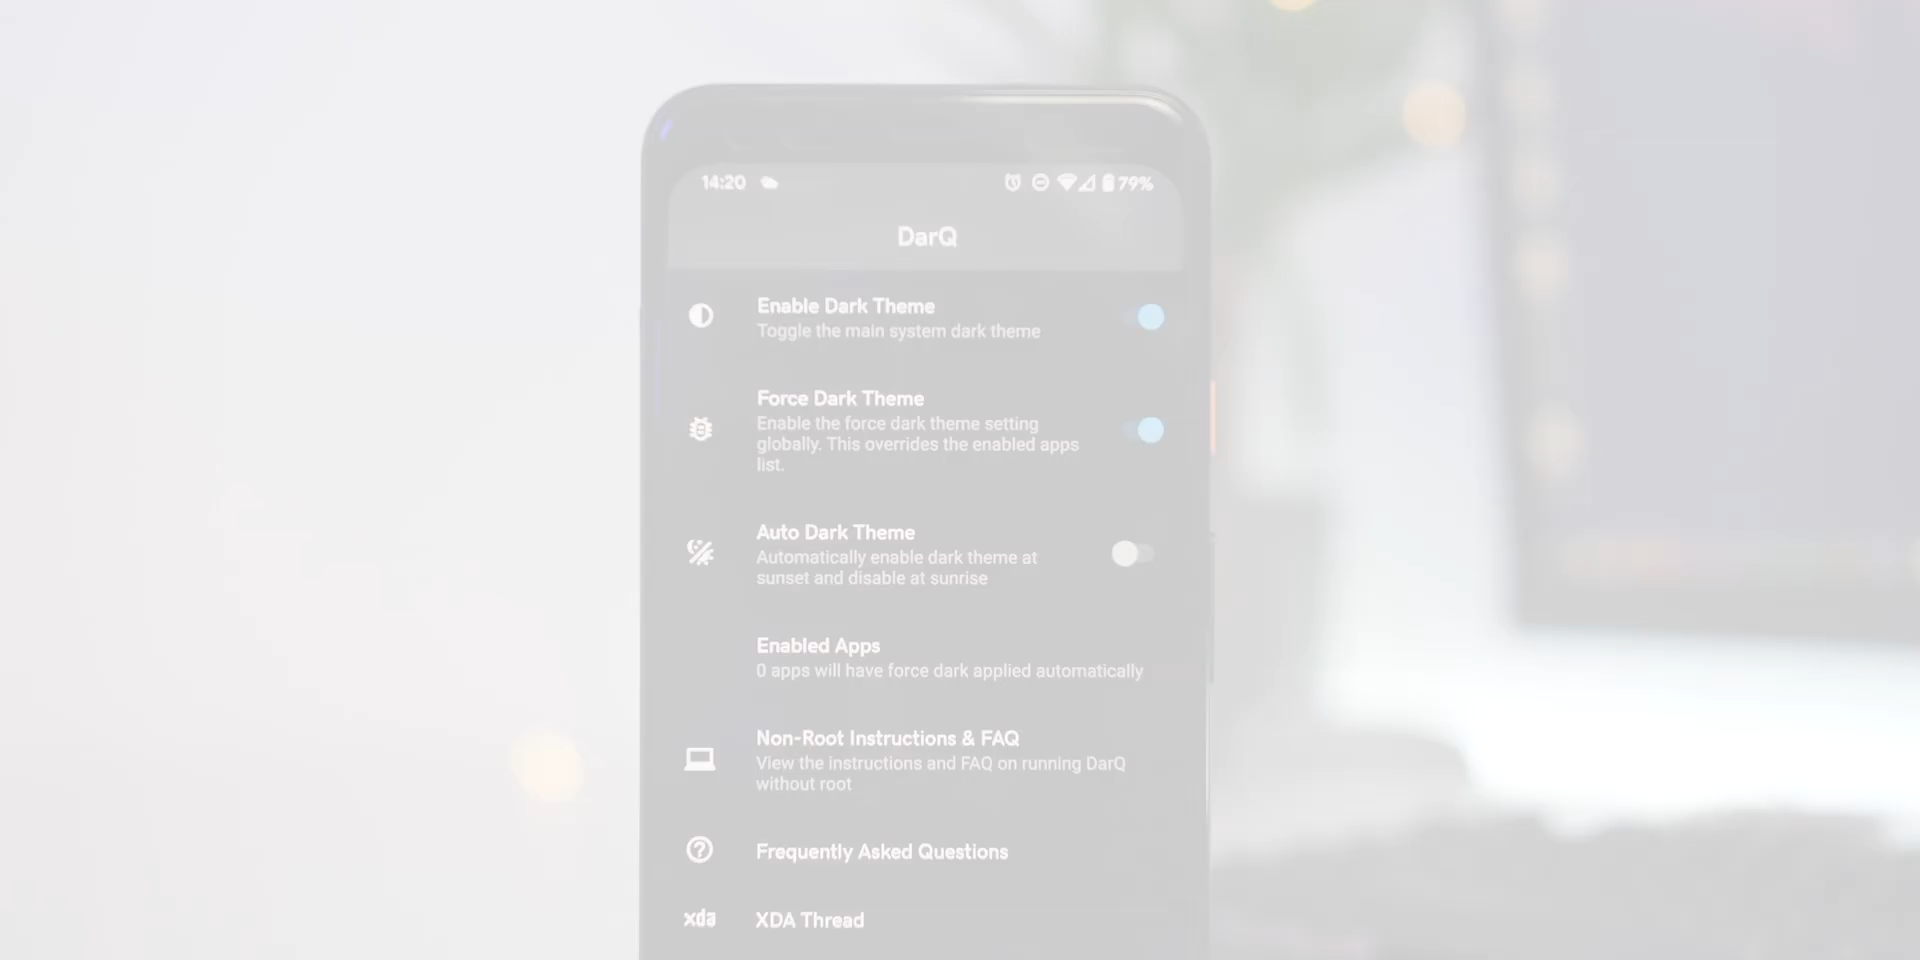 14:20 79%
DarQ
Enable Dark Theme
Toggle the main system dark theme
Force Dark Theme
Enable the force dark theme setting
globally. This overrides the enabled apps
list.
Auto Dark Theme
Automatically enable dark theme at
sunset and disable at sunrise
Enabled Apps
0 apps will have force dark applied automatically
Non-Root Instructions & FAQ
View the instructions and FAQ on running DarQ
without root
Frequently Asked Questions
xda XDA Thread